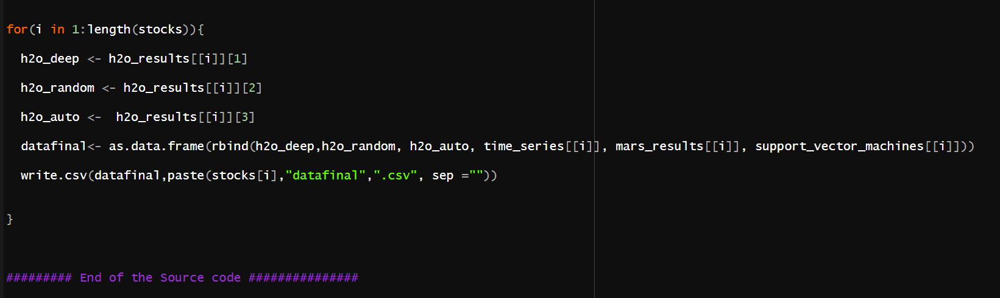 for(i in 1:length(stocks)){
  h2o_deep <- h2o_results[[i]][1]
  h2o_random <- h2o_results[[i]][2]
  h2o_auto <-  h2o_results[[i]][3]
  datafinal<- as.data.frame(rbind(h2o_deep,h2o_random, h2o_auto, time_series[[i]], mars_results[[i]], support_vector_machines[[i]]))
  write.csv(datafinal,paste(stocks[i],"datafinal",".csv", sep =""))
}
######### End of the Source code ###############